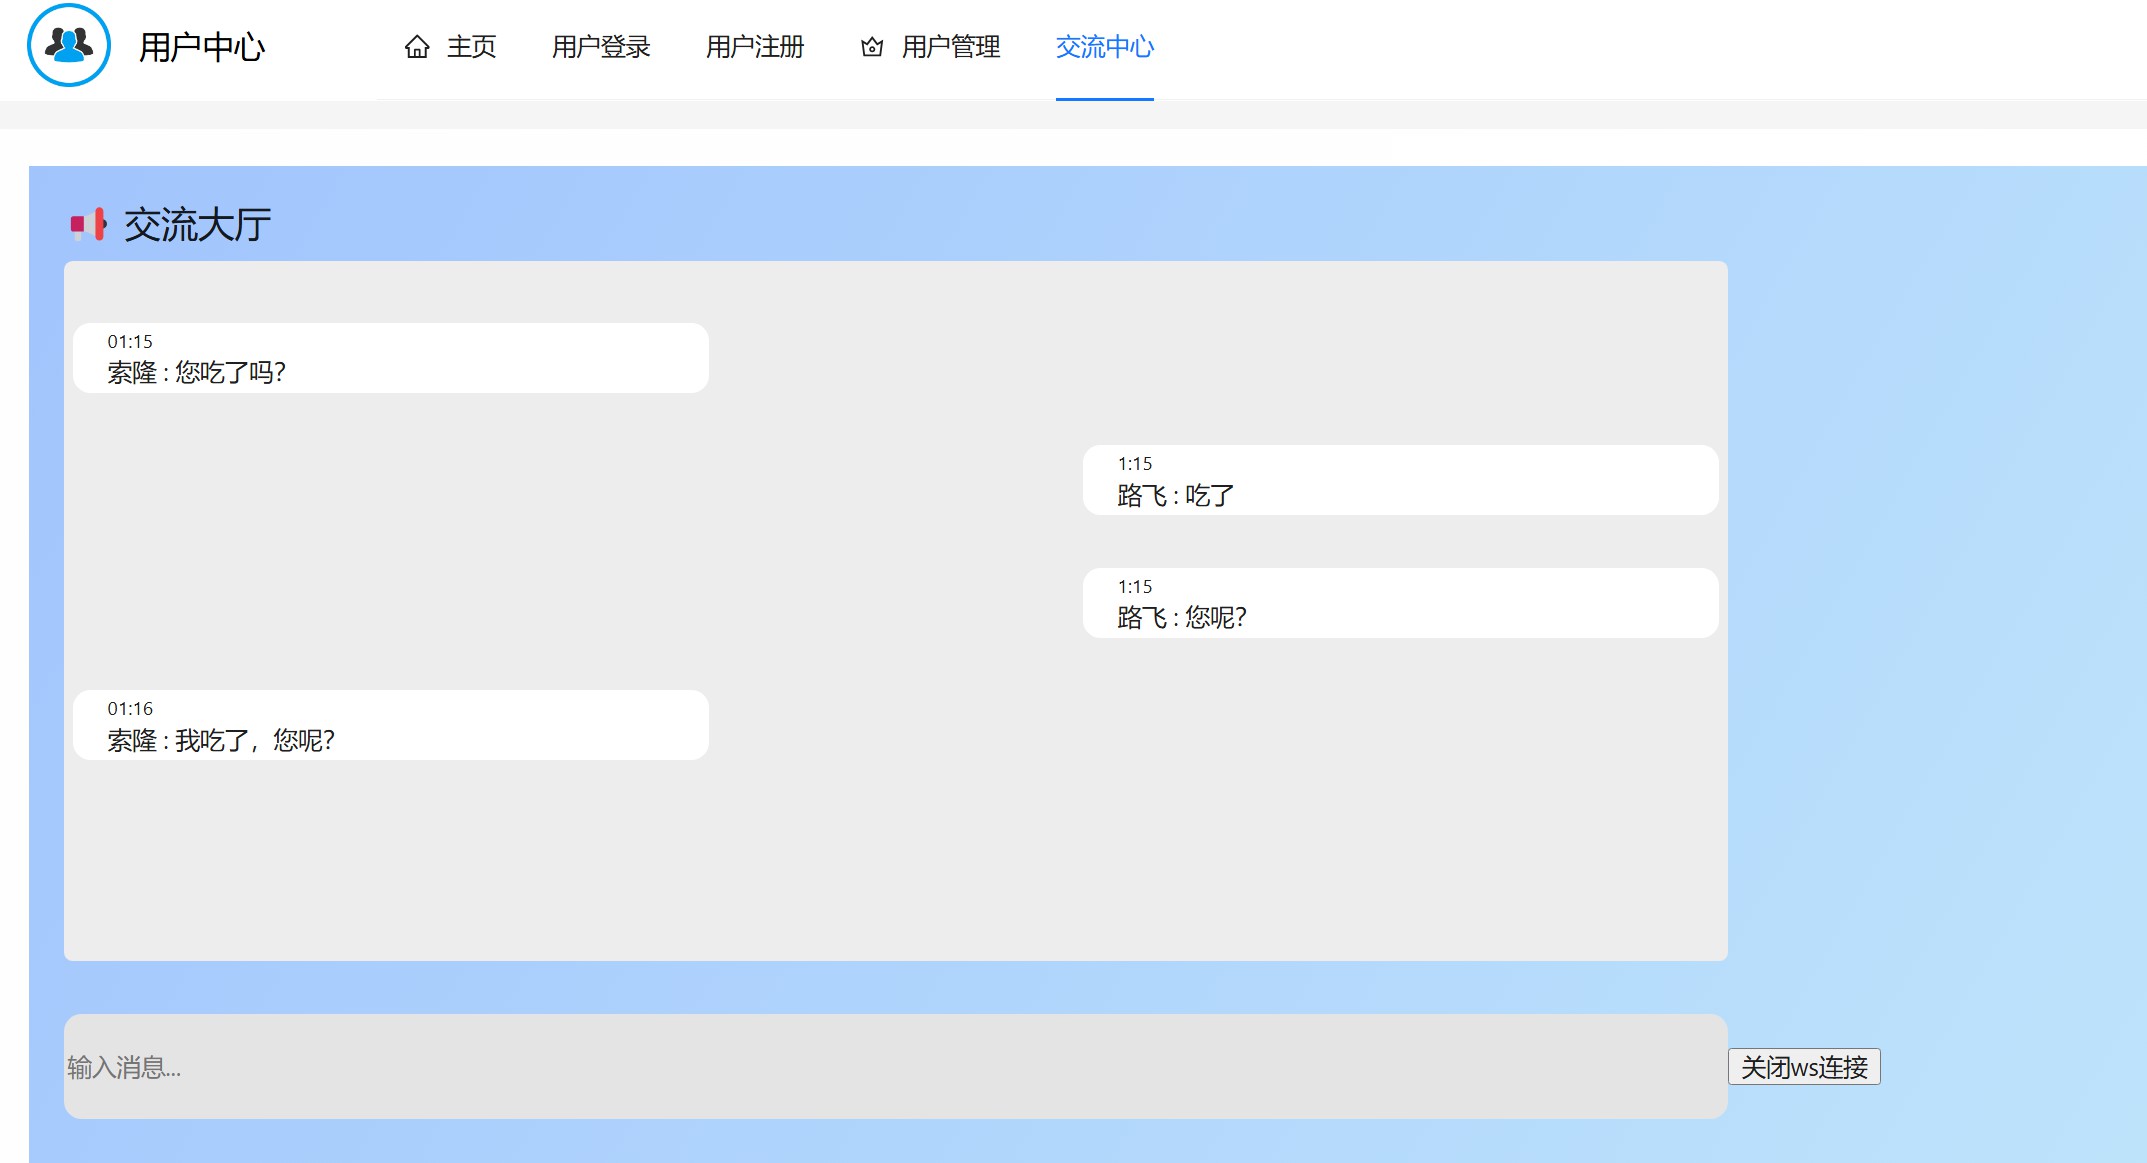 用户中心
主页 用户登录 用户注册 用户管理 交流中心
交流大厅
01:15
索隆 : 您吃了吗?
1:15
路飞 : 吃了
1:15
路飞 : 您呢?
01:16
索隆 : 我吃了，您呢?
输入消息...
关闭ws连接